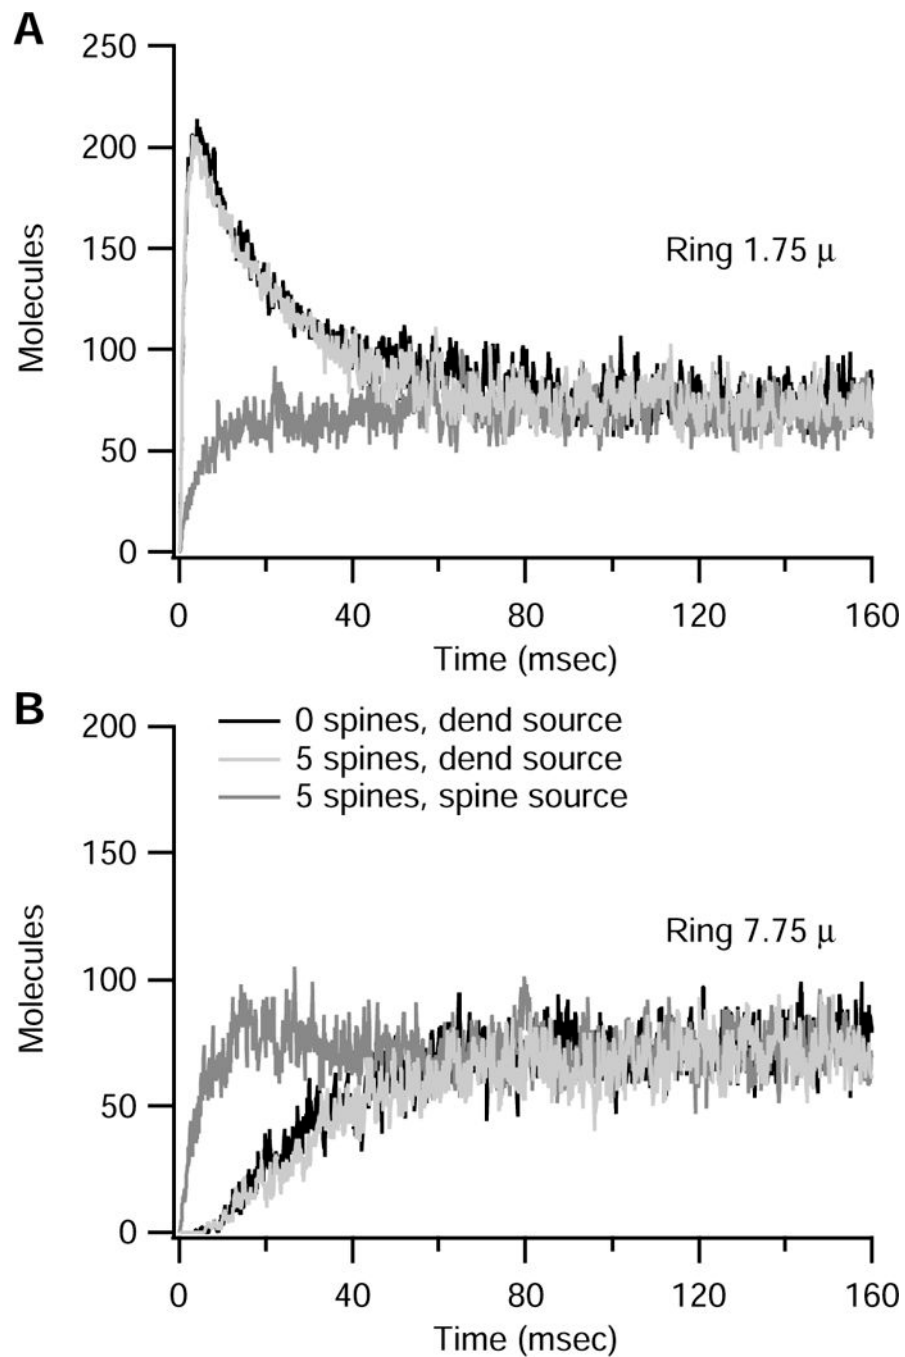 A
250
200
150
100
50
0
Molecules
Ring 1.75 μ
0 40 80 120 160
Time (msec)
B
200
150
100
50
0
Molecules
0 spines, dend source
5 spines, dend source
5 spines, spine source
Ring 7.75 μ
0 40 80 120 160
Time (msec)